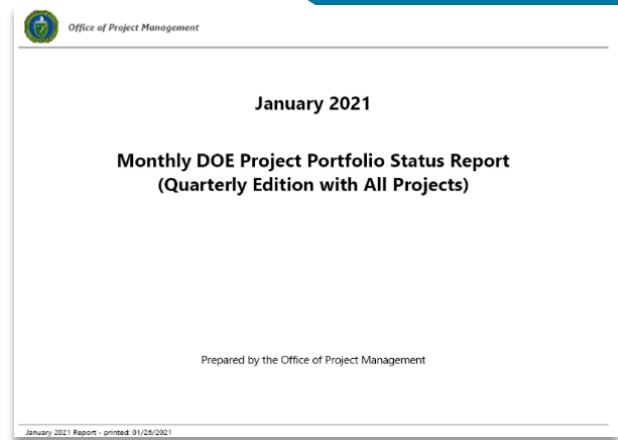 Office of Project Management
January 2021
Monthly DOE Project Portfolio Status Report
(Quarterly Edition with All Projects)
Prepared by the Office of Project Management
January 2021 Report - printed: 01/26/2021